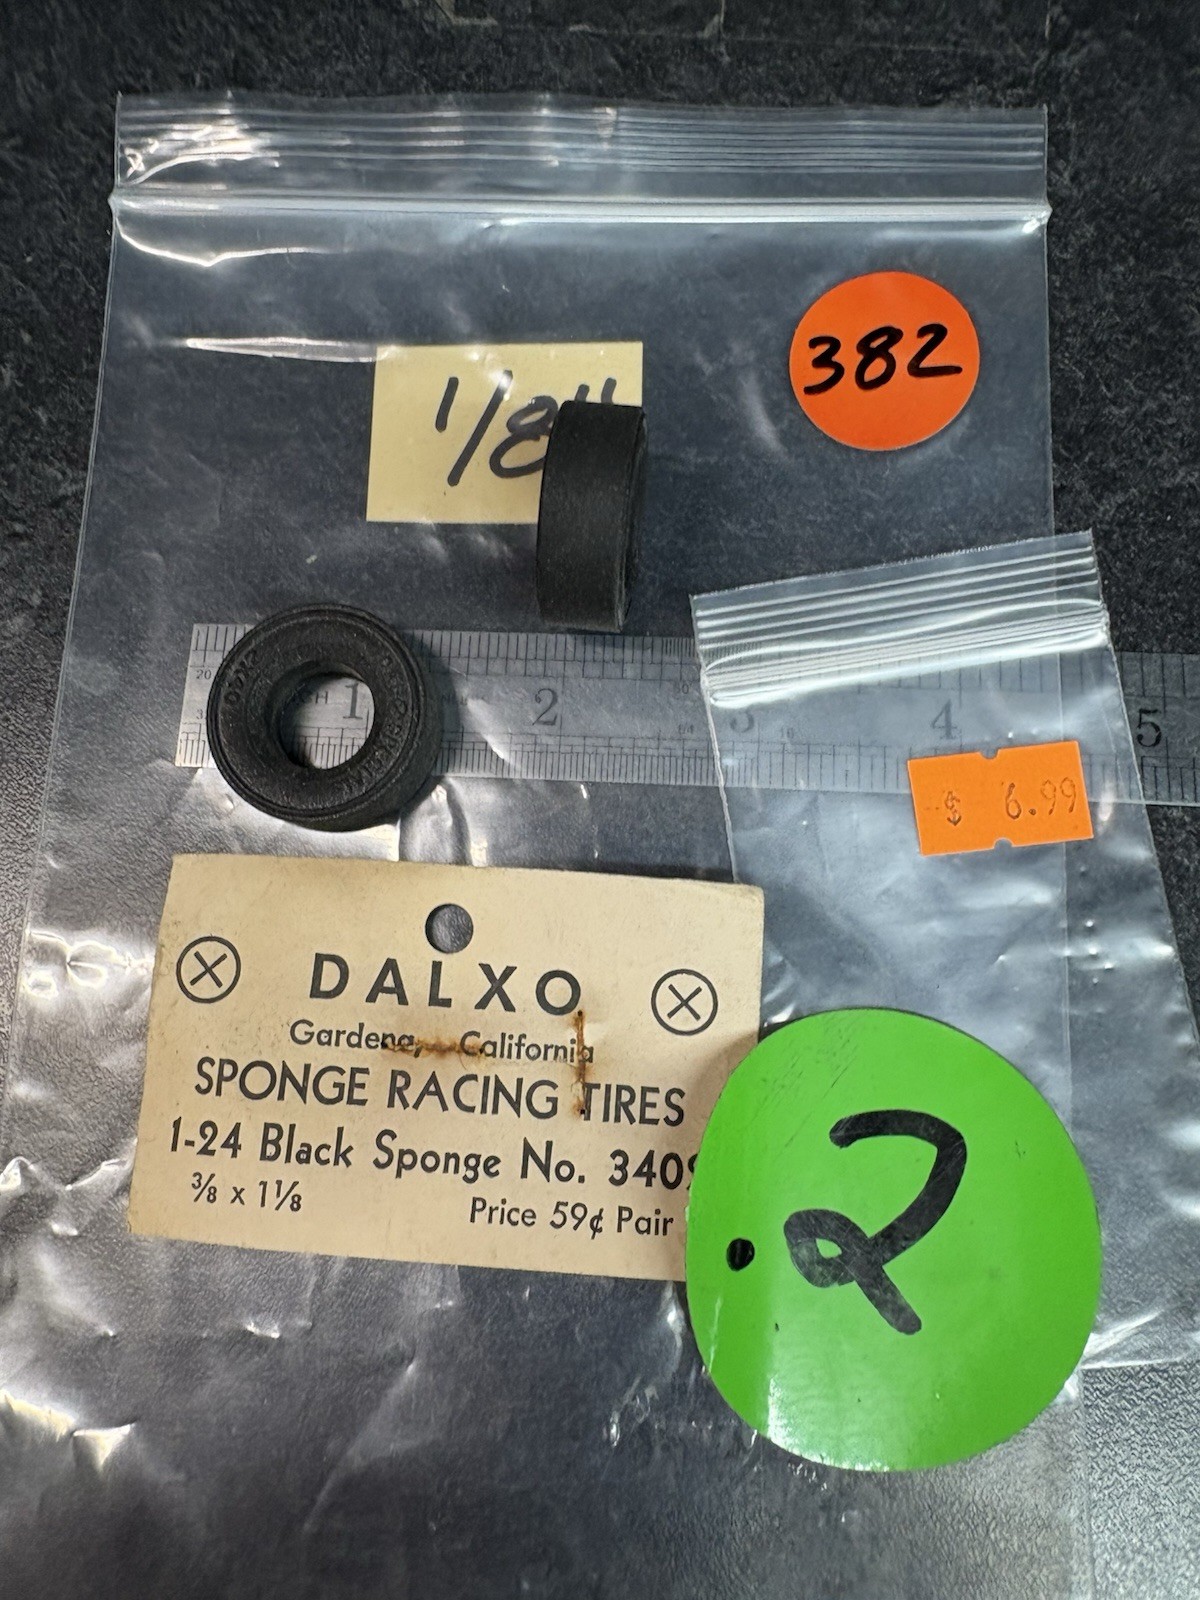 382
1/8"
1
2
3
4
5
$ 6.99
DALXO
Gardena, California
SPONGE RACING TIRES
1-24 Black Sponge No. 3409
3/8 x 1 1/8
Price 59¢ Pair
2